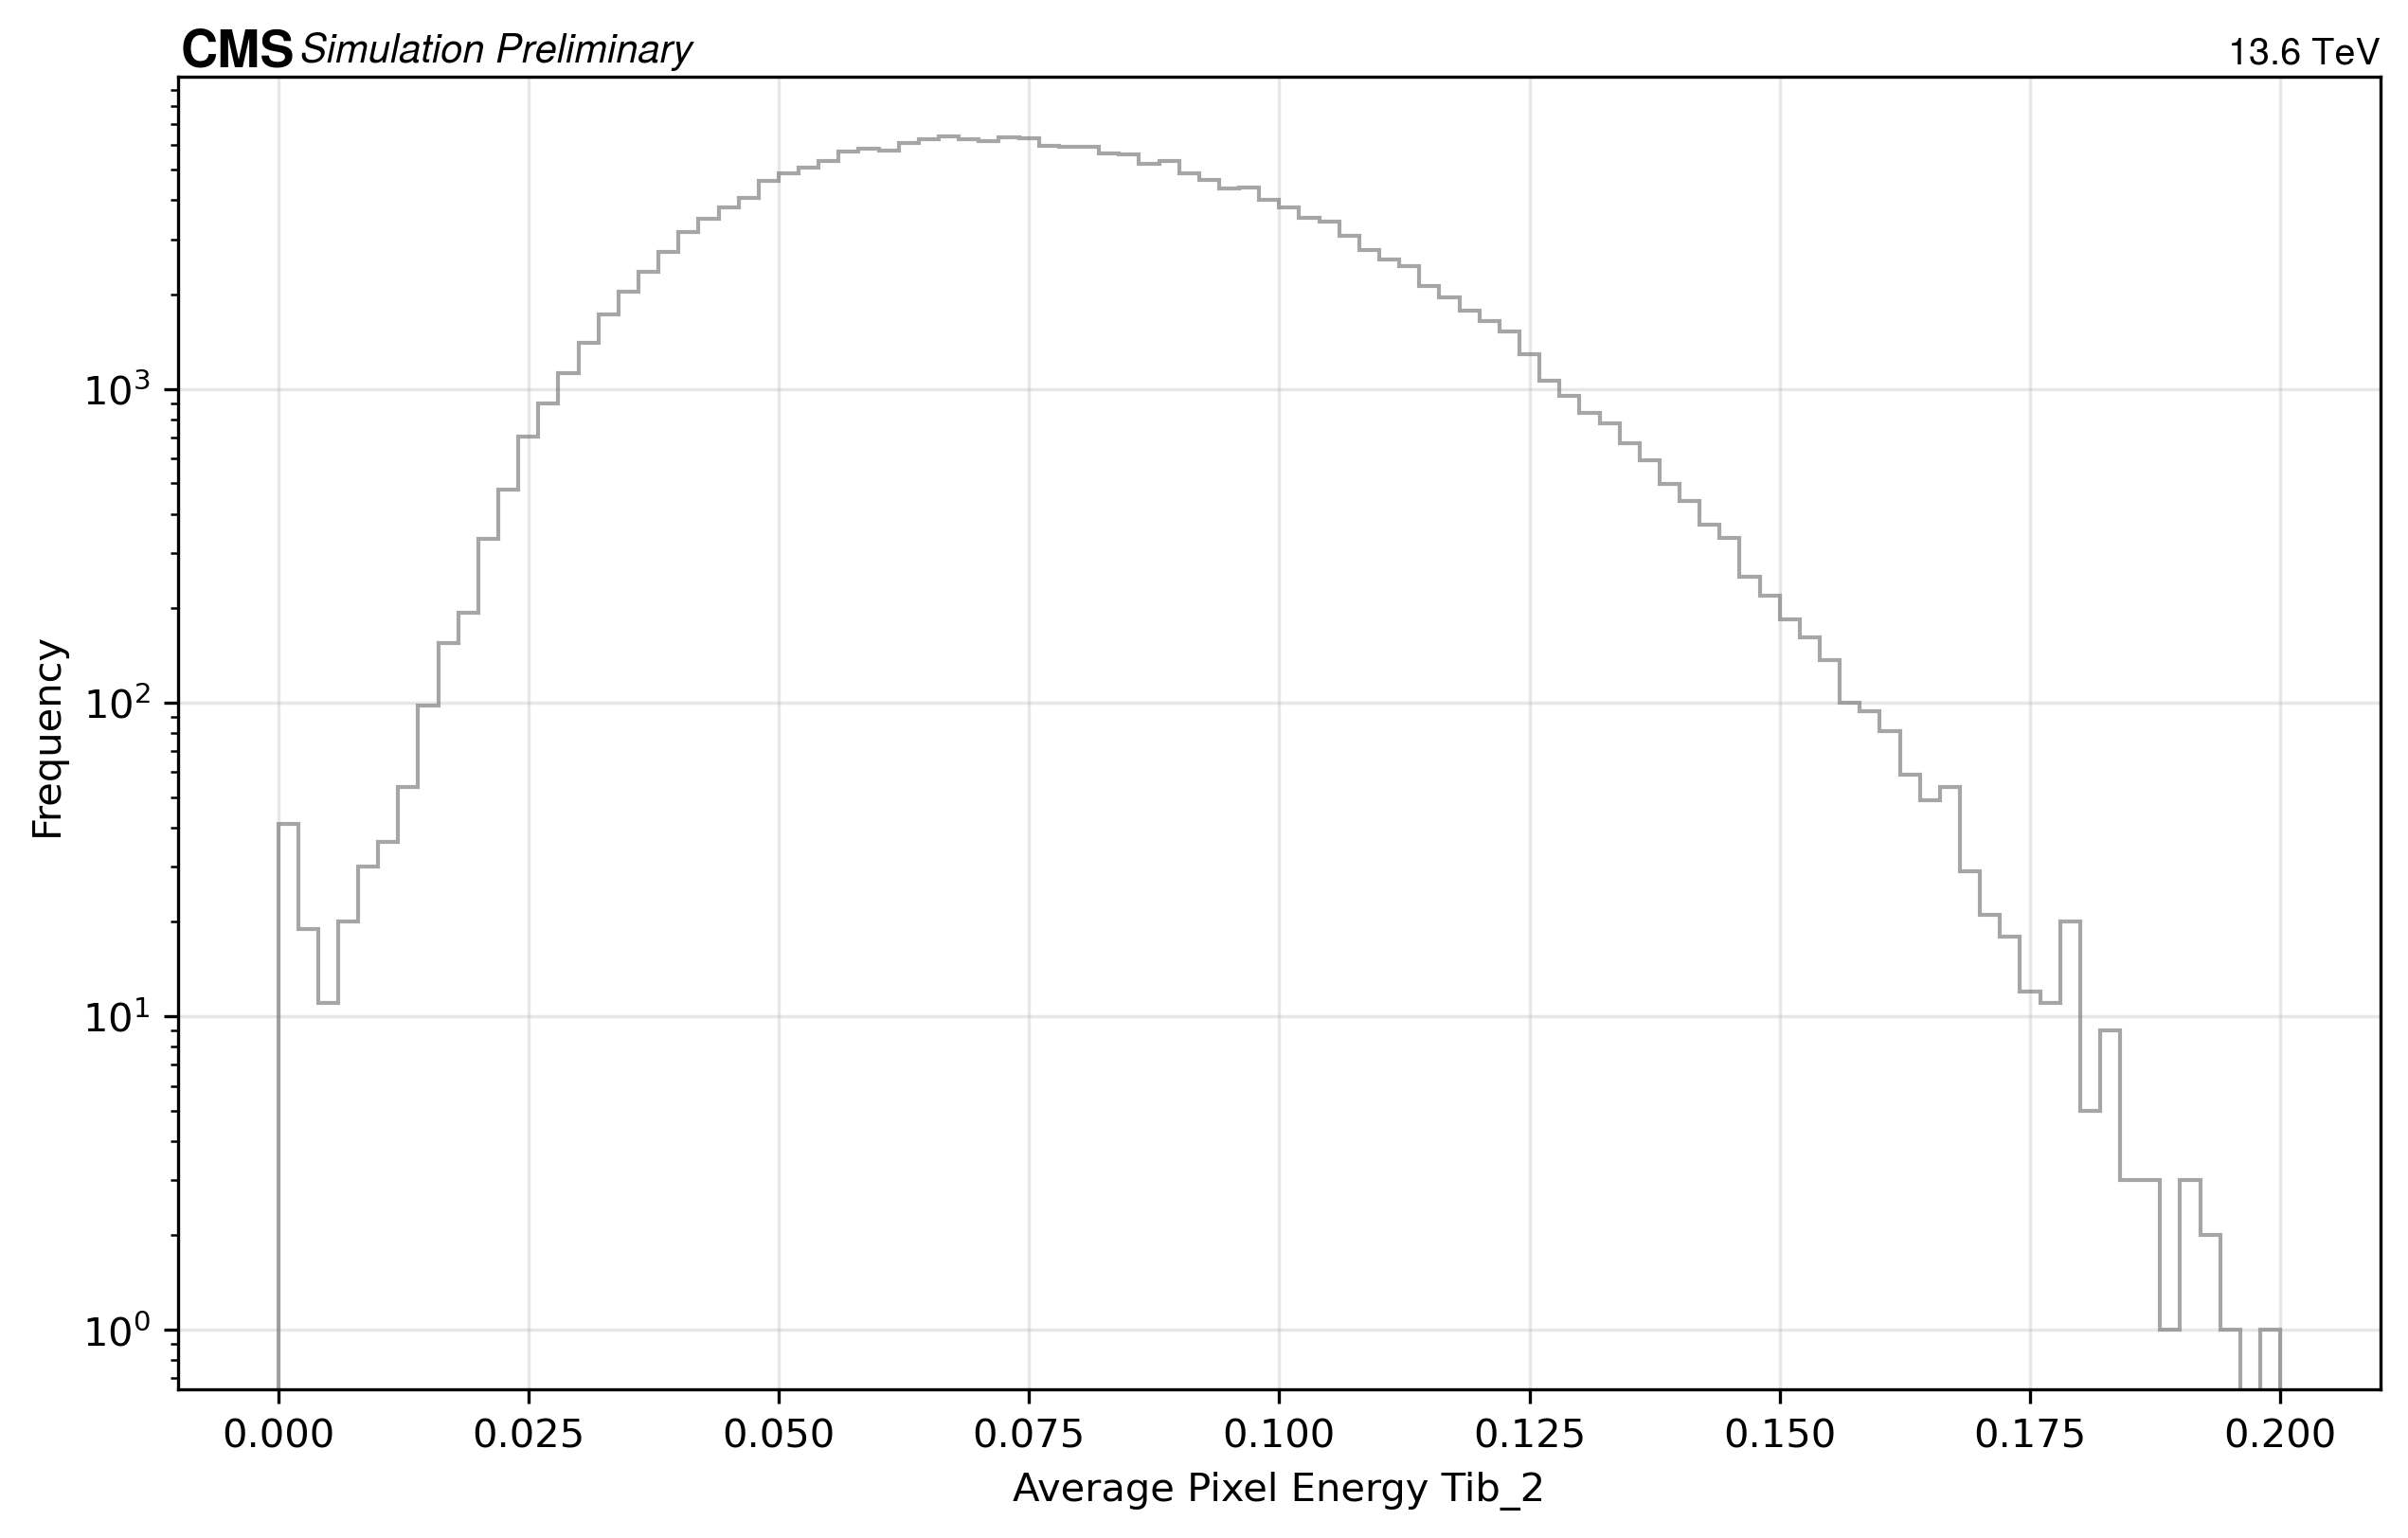 CMS Simulation Preliminary 13.6 TeV
Frequency
10³
10²
10¹
10⁰
0.000 0.025 0.050 0.075 0.100 0.125 0.150 0.175 0.200
Average Pixel Energy Tib_2